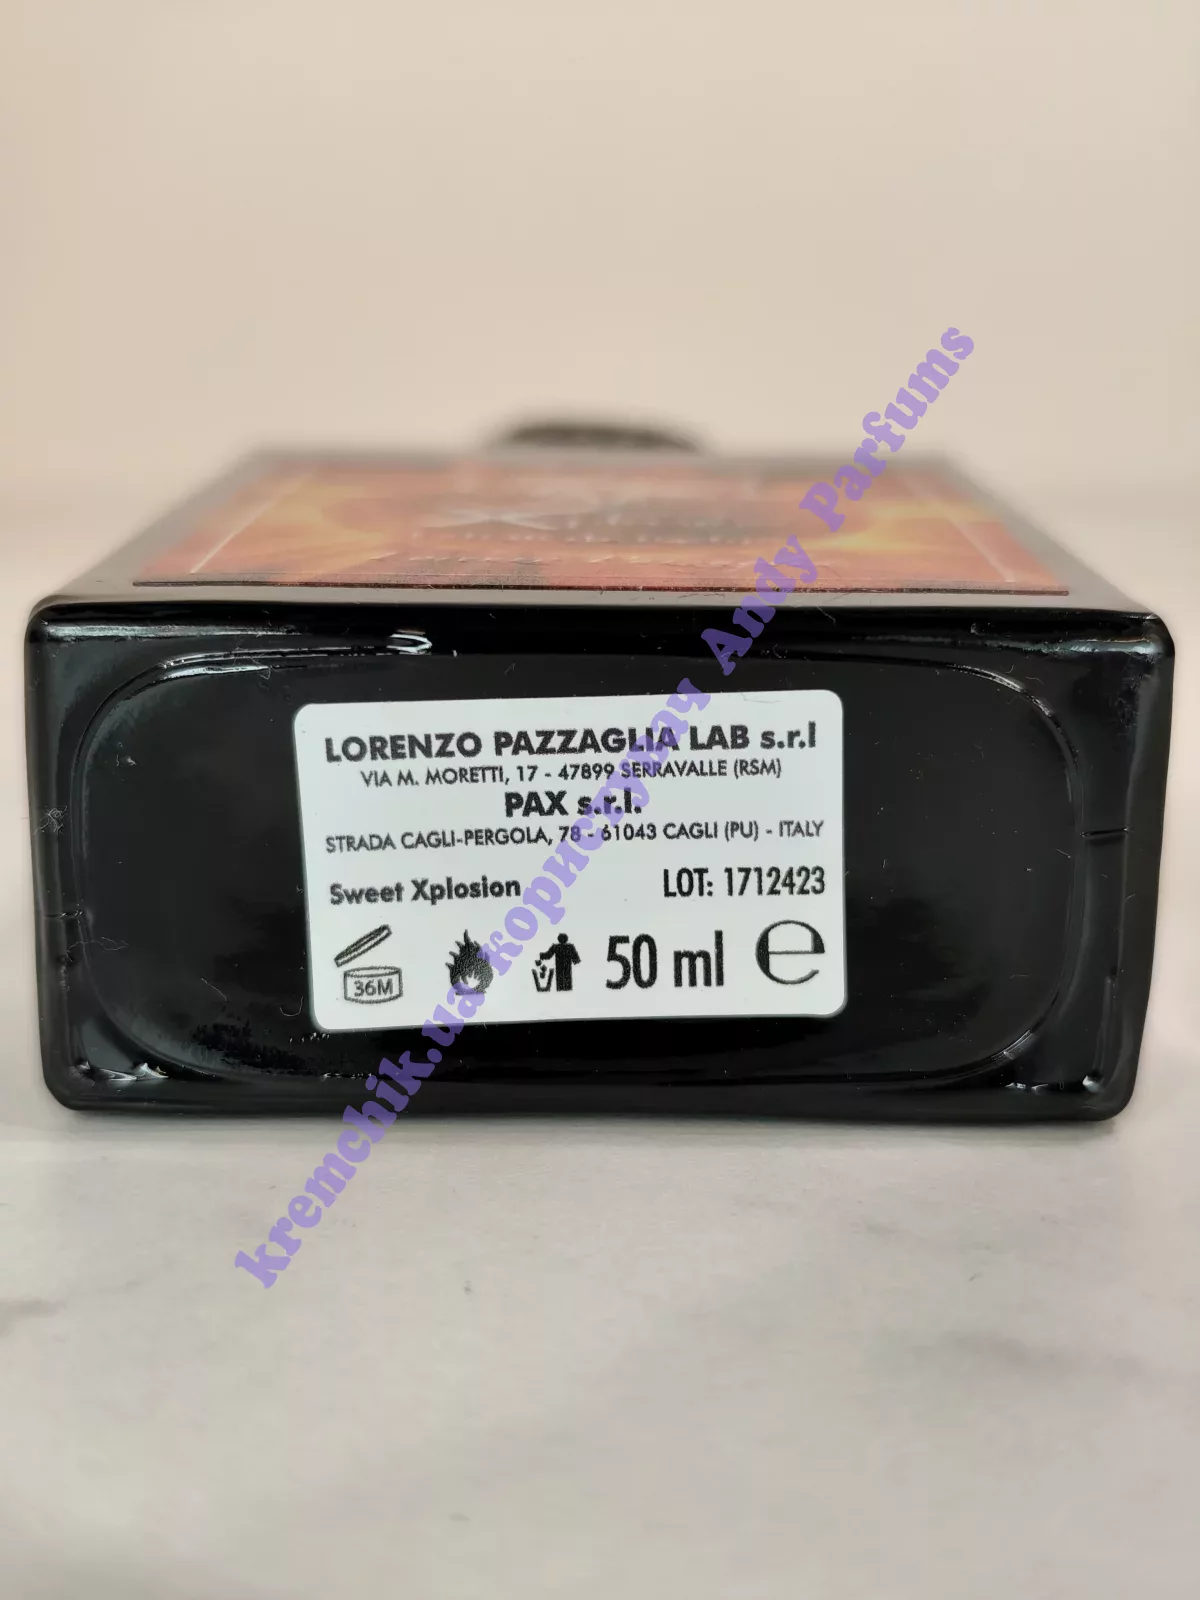 LORENZO PAZZAGLIA LAB s.r.l
VIA M. MORETTI, 17 - 47899 SERRAVALLE (RSM)
PAX s.r.l.
STRADA CAGLI-PERGOLA, 78 - 61043 CAGLI (PU) - ITALY
Sweet Xplosion LOT: 1712423
36M 50 ml ℮
kremchik.ua користувач Andy Parfums